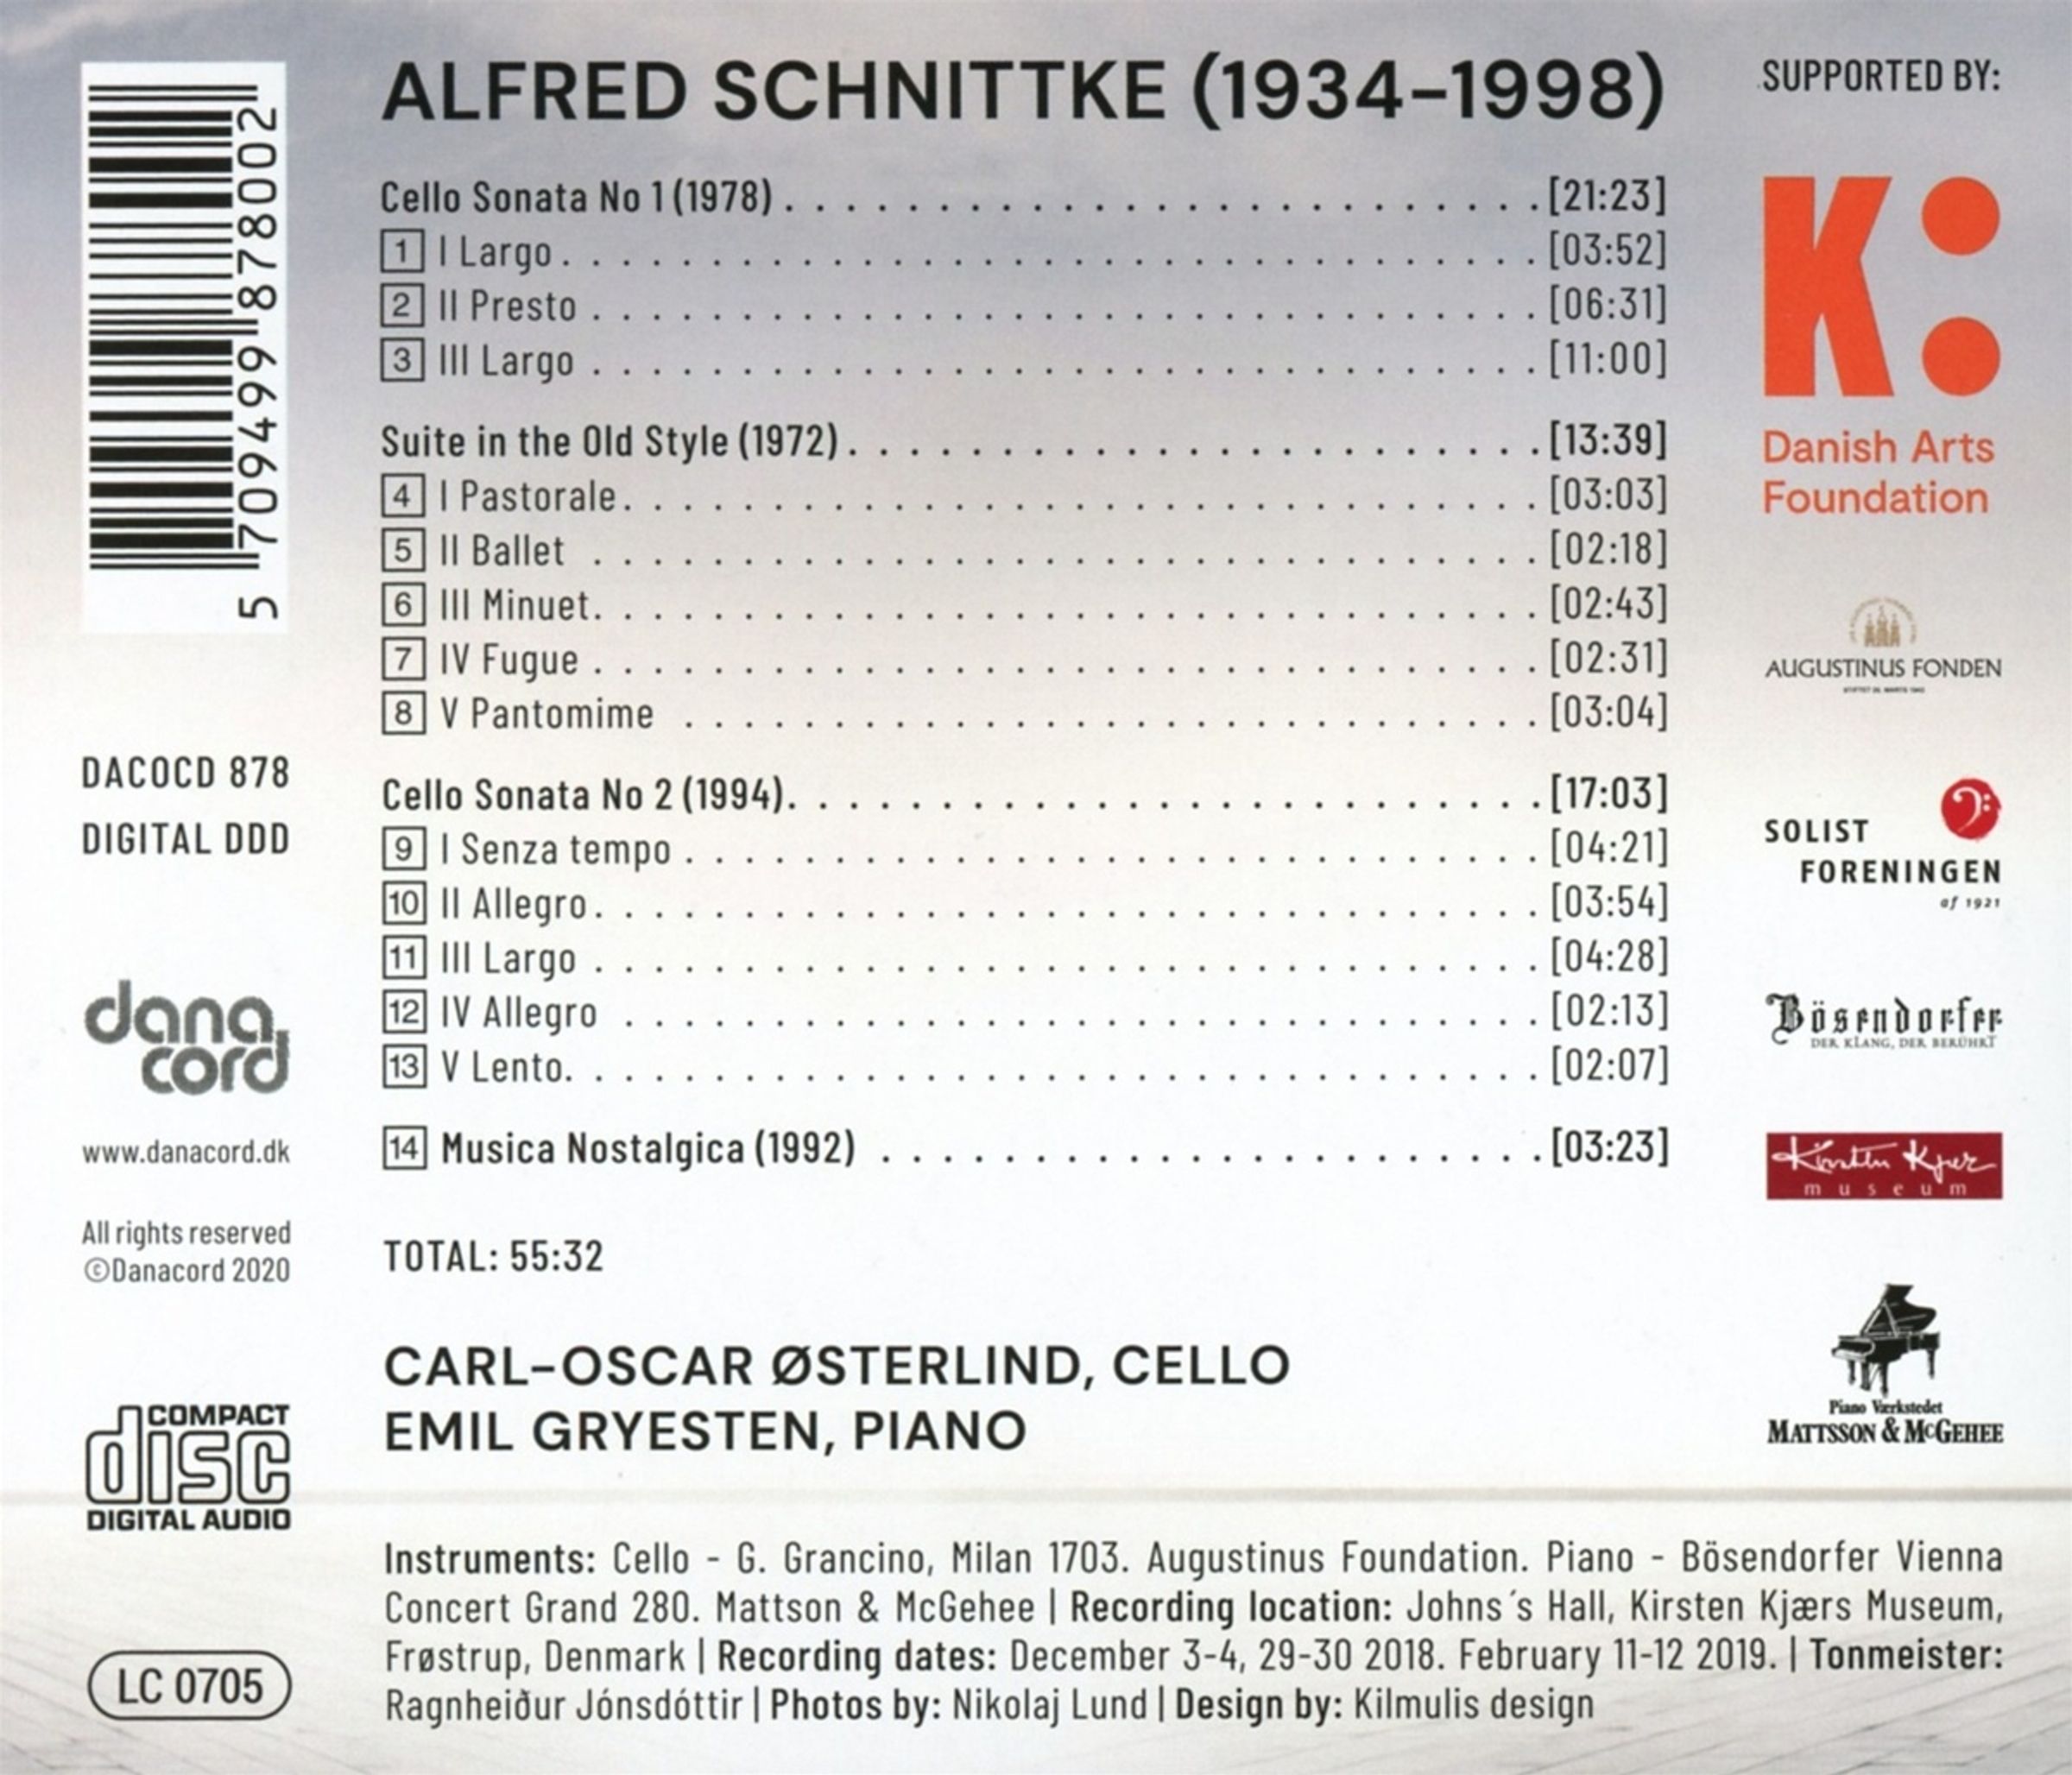 ALFRED SCHNITTKE (1934–1998)
Cello Sonata No 1 (1978) [21:23]
1 I Largo [03:52]
2 II Presto [06:31]
3 III Largo [11:00]
Suite in the Old Style (1972) [13:39]
4 I Pastorale [03:03]
5 II Ballet [02:18]
6 III Minuet [02:43]
7 IV Fugue [02:31]
8 V Pantomime [03:04]
Cello Sonata No 2 (1994) [17:03]
9 I Senza tempo [04:21]
10 II Allegro [03:54]
11 III Largo [04:28]
12 IV Allegro [02:13]
13 V Lento [02:07]
14 Musica Nostalgica (1992) [03:23]
TOTAL: 55:32
CARL–OSCAR ØSTERLIND, CELLO
EMIL GRYESTEN, PIANO
Instruments: Cello - G. Grancino, Milan 1703. Augustinus Foundation. Piano - Bösendorfer Vienna
Concert Grand 280. Mattson & McGehee | Recording location: Johns´s Hall, Kirsten Kjærs Museum,
Frøstrup, Denmark | Recording dates: December 3-4, 29-30 2018. February 11-12 2019. | Tonmeister:
Ragnheiður Jónsdóttir | Photos by: Nikolaj Lund | Design by: Kilmulis design
5 709499 878002
DACOCD 878
DIGITAL DDD
dana
cord
www.danacord.dk
All rights reserved
©Danacord 2020
COMPACT
disc
DIGITAL AUDIO
LC 0705
SUPPORTED BY:
K:
Danish Arts
Foundation
AUGUSTINUS FONDEN
SOLIST
FORENINGEN
af 1921
Bösendorfer
DER KLANG, DER BERÜHRT
Kirsten Kjær
museum
Piano Værkstedet
MATTSSON & McGEHEE